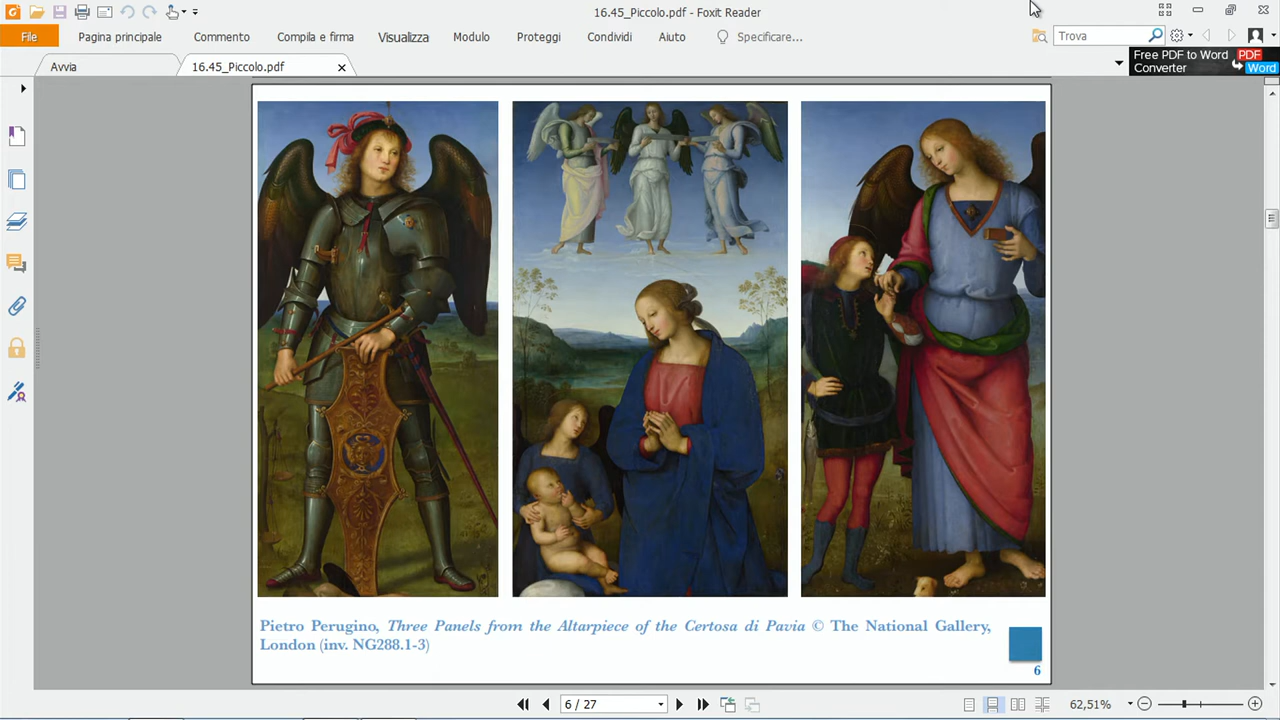 16.45_Piccolo.pdf - Foxit Reader
File Pagina principale Commento Compila e firma Visualizza Modulo Proteggi Condividi Aiuto Specificare... Trova
Avvia 16.45_Piccolo.pdf
Free PDF to Word PDF
Converter Word
Pietro Perugino, Three Panels from the Altarpiece of the Certosa di Pavia © The National Gallery,
London (inv. NG288.1-3)
6
6 / 27 62,51%